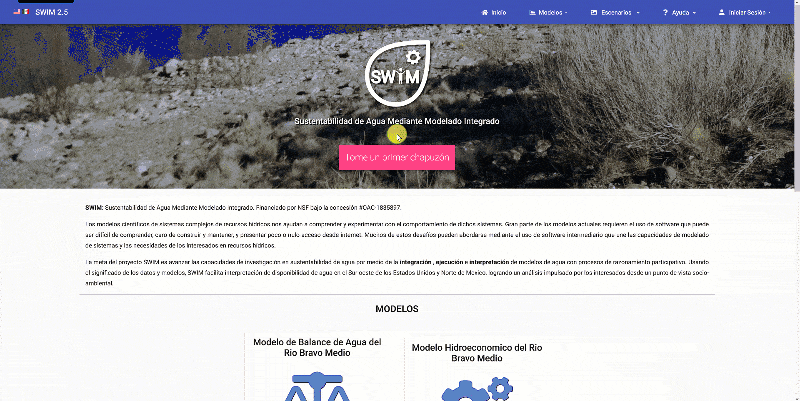 SWIM 2.5 Inicio Modelos Escenarios Ayuda Iniciar Sesión
SWiM
Sustentabilidad de Agua Mediante Modelado Integrado
Tome un primer chapuzón
SWIM: Sustentabilidad de Agua Mediante Modelado Integrado. Financiado por NSF bajo la concesión #OAC-1835897.
Los modelos científicos de sistemas complejos de recursos hídricos nos ayudan a comprender y experimentar con el comportamiento de dichos sistemas. Gran parte de los modelos actuales requieren el uso de software que puede
ser difícil de comprender, caro de construir y mantener, y presentar poco o nulo acceso desde internet. Muchos de estos desafíos pueden abordarse mediante el uso de software intermediario que une las capacidades de modelado
de sistemas y las necesidades de los interesados en recursos hídricos.
La meta del proyecto SWIM es avanzar las capacidades de investigación en sustentabilidad de agua por medio de la integración , ejecución e interpretación de modelos de agua con procesos de razonamiento participativo. Usando
el significado de los datos y modelos, SWIM facilita interpretación de disponibilidad de agua en el Sur oeste de los Estados Unidos y Norte de Mexico, logrando un análisis impulsado por los interesados desde un punto de vista socio-
ambiental.
MODELOS
Modelo de Balance de Agua del
Rio Bravo Medio
Modelo Hidroeconomico del Rio
Bravo Medio